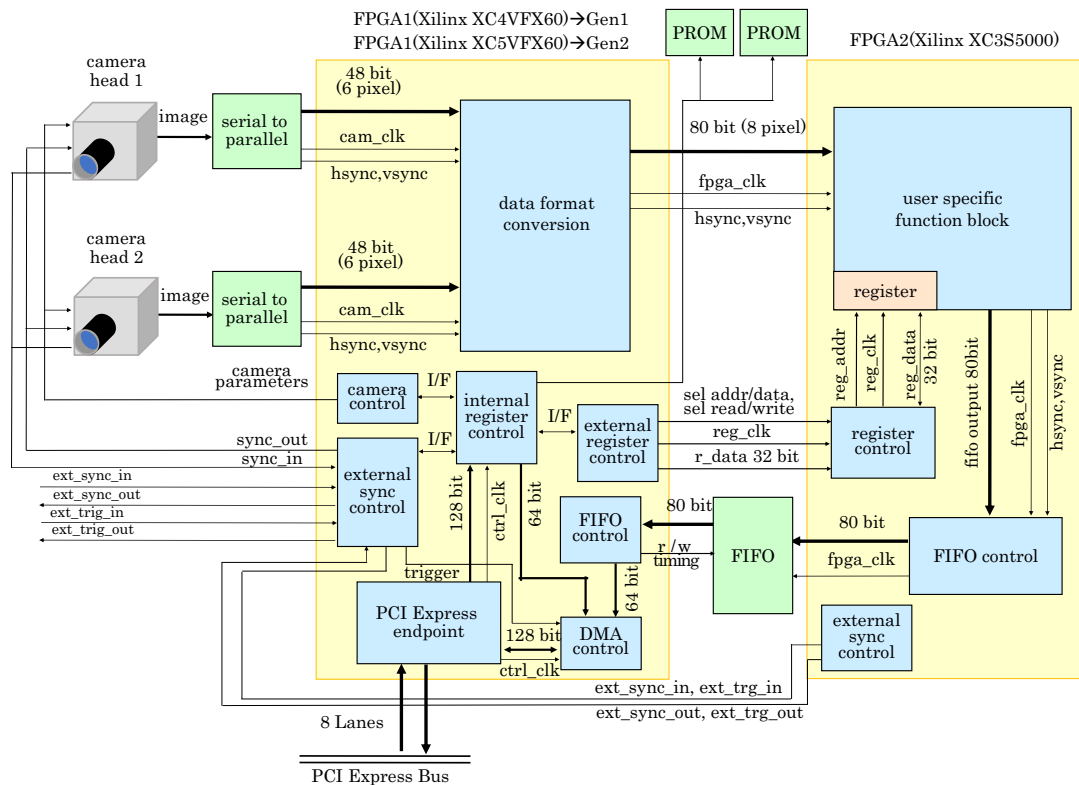 FPGA1(Xilinx XC4VFX60)→Gen1
FPGA1(Xilinx XC5VFX60)→Gen2
PROM
PROM
FPGA2(Xilinx XC3S5000)
camera
head 1
image
serial to
parallel
48 bit
(6 pixel)
cam_clk
hsync,vsync
data format
conversion
80 bit (8 pixel)
fpga_clk
hsync,vsync
user specific
function block
register
camera
head 2
image
serial to
parallel
48 bit
(6 pixel)
cam_clk
hsync,vsync
camera
parameters
camera
control
I/F
internal
register
control
I/F
external
register
control
sel addr/data,
sel read/write
reg_clk
r_data 32 bit
register
control
reg_addr
reg_clk
reg_data
32 bit
fifo output 80bit
fpga_clk
hsync,vsync
sync_out
sync_in
ext_sync_in
ext_sync_out
ext_trig_in
ext_trig_out
external
sync
control
I/F
128 bit
ctrl_clk
64 bit
FIFO
control
80 bit
r /w
timing
FIFO
80 bit
fpga_clk
FIFO control
trigger
64 bit
PCI Express
endpoint
128 bit
ctrl_clk
DMA
control
external
sync
control
ext_sync_in, ext_trg_in
ext_sync_out, ext_trg_out
8 Lanes
PCI Express Bus